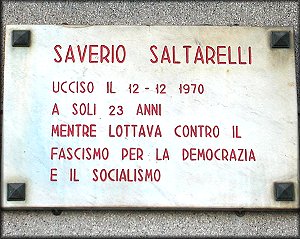 SAVERIO SALTARELLI
UCCISO IL 12-12 1970
A SOLI 23 ANNI
MENTRE LOTTAVA CONTRO IL
FASCISMO PER LA DEMOCRAZIA
E IL SOCIALISMO